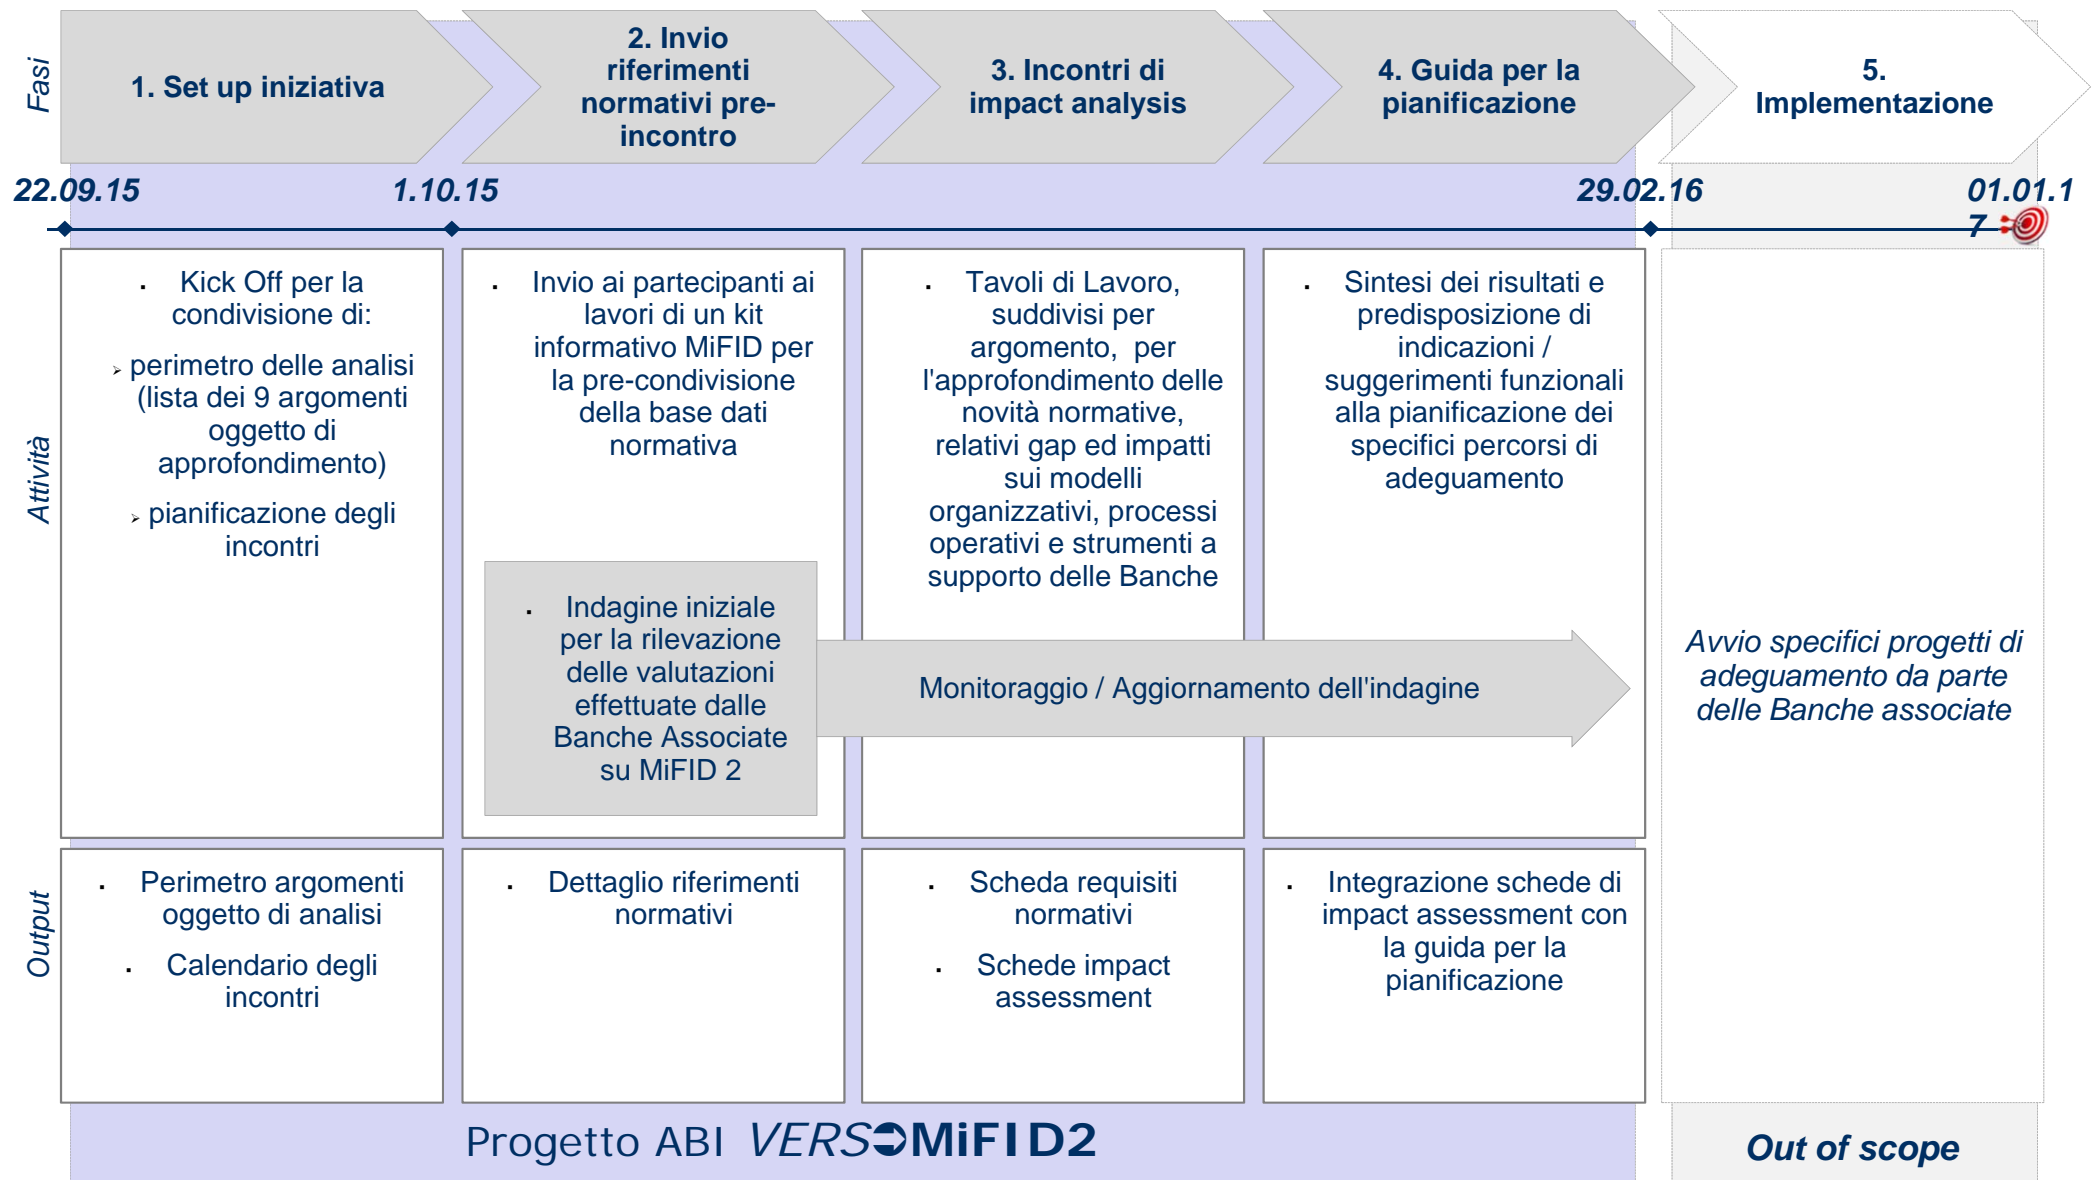 Fasi
1. Set up iniziativa
2. Invio
riferimenti
normativi pre-
incontro
3. Incontri di
impact analysis
4. Guida per la
pianificazione
5.
Implementazione
22.09.15
1.10.15
29.02.16
01.01.1
7
Attività
▪ Kick Off per la
condivisione di:
➢ perimetro delle analisi
(lista dei 9 argomenti
oggetto di
approfondimento)
➢ pianificazione degli
incontri
▪ Invio ai partecipanti ai
lavori di un kit
informativo MiFID per
la pre-condivisione
della base dati
normativa
▪ Indagine iniziale
per la rilevazione
delle valutazioni
effettuate dalle
Banche Associate
su MiFID 2
▪ Tavoli di Lavoro,
suddivisi per
argomento, per
l'approfondimento delle
novità normative,
relativi gap ed impatti
sui modelli
organizzativi, processi
operativi e strumenti a
supporto delle Banche
▪ Sintesi dei risultati e
predisposizione di
indicazioni /
suggerimenti funzionali
alla pianificazione dei
specifici percorsi di
adeguamento
Monitoraggio / Aggiornamento dell'indagine
Avvio specifici progetti di
adeguamento da parte
delle Banche associate
Output
▪ Perimetro argomenti
oggetto di analisi
▪ Calendario degli
incontri
▪ Dettaglio riferimenti
normativi
▪ Scheda requisiti
normativi
▪ Schede impact
assessment
▪ Integrazione schede di
impact assessment con
la guida per la
pianificazione
Progetto ABI VERS➲MiFID2
Out of scope